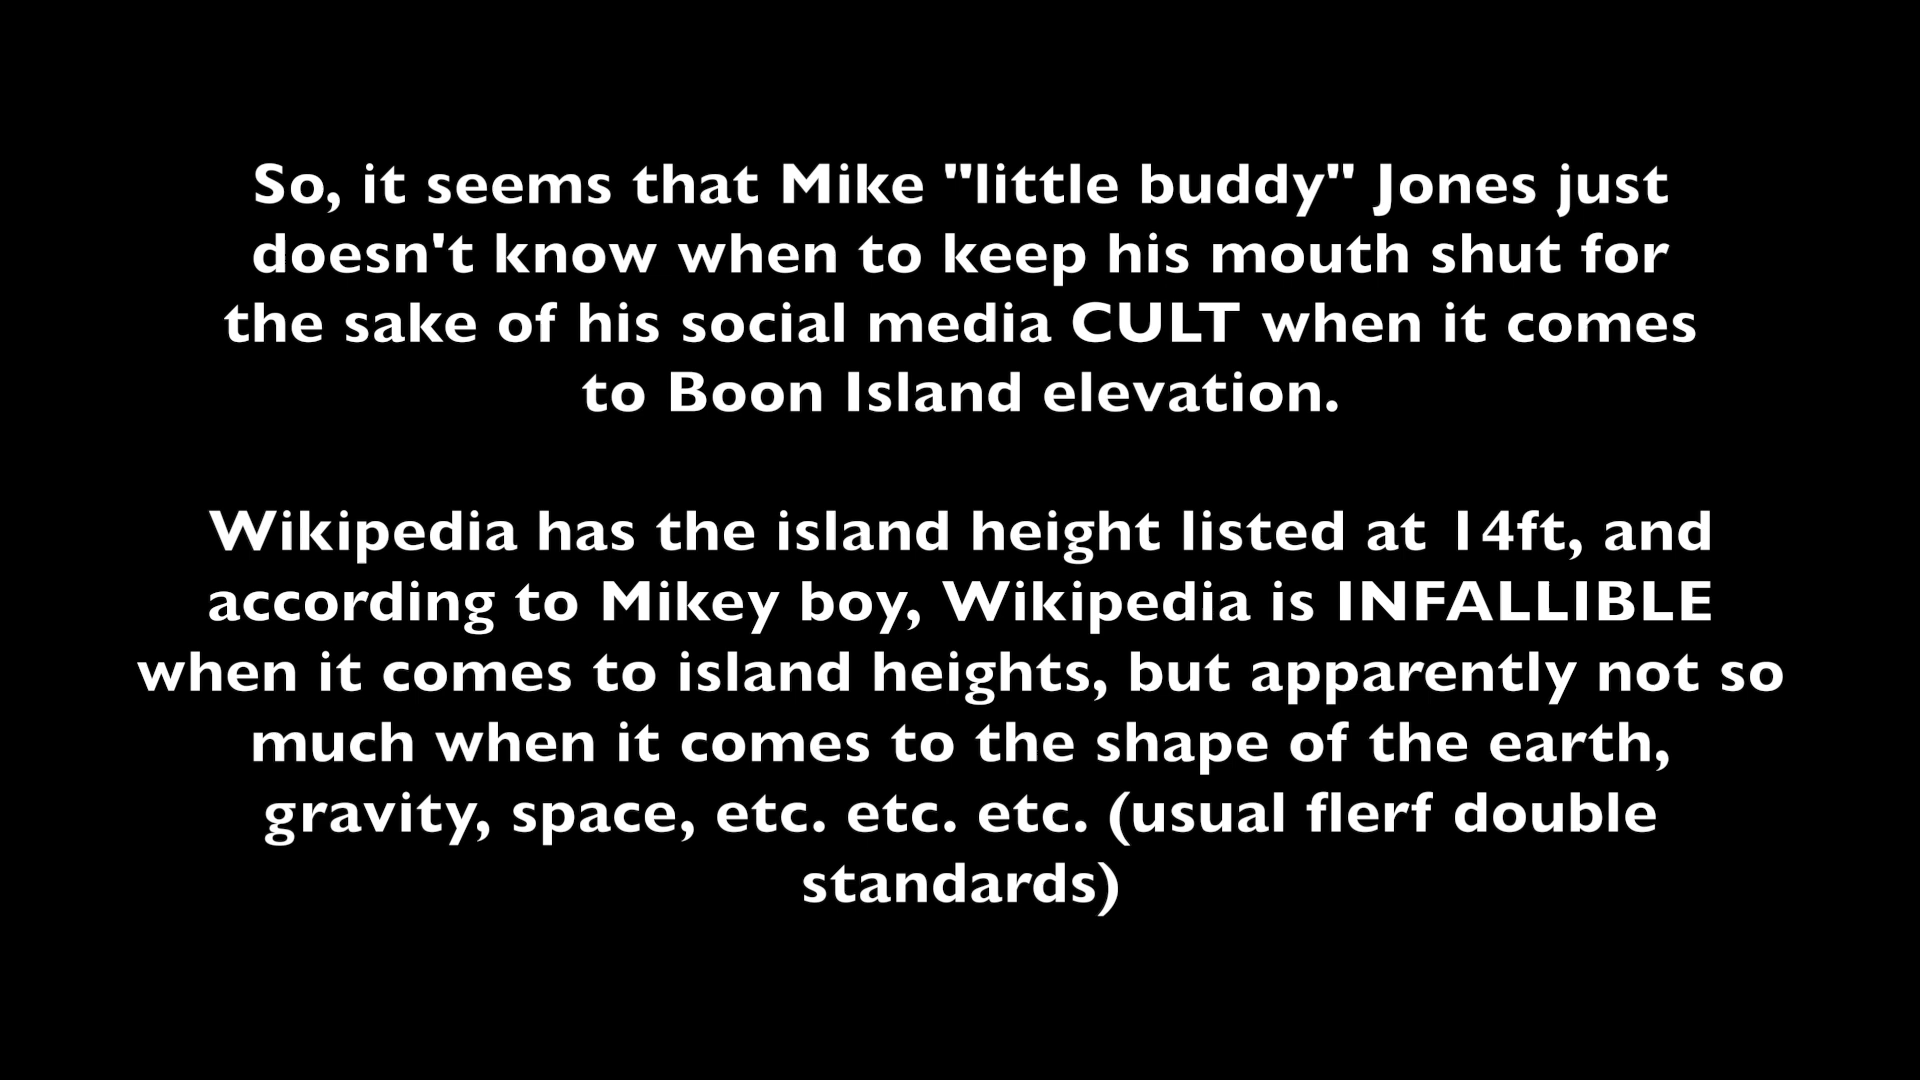 So, it seems that Mike "little buddy" Jones just
doesn't know when to keep his mouth shut for
the sake of his social media CULT when it comes
to Boon Island elevation.
Wikipedia has the island height listed at 14ft, and
according to Mikey boy, Wikipedia is INFALLIBLE
when it comes to island heights, but apparently not so
much when it comes to the shape of the earth,
gravity, space, etc. etc. etc. (usual flerf double
standards)